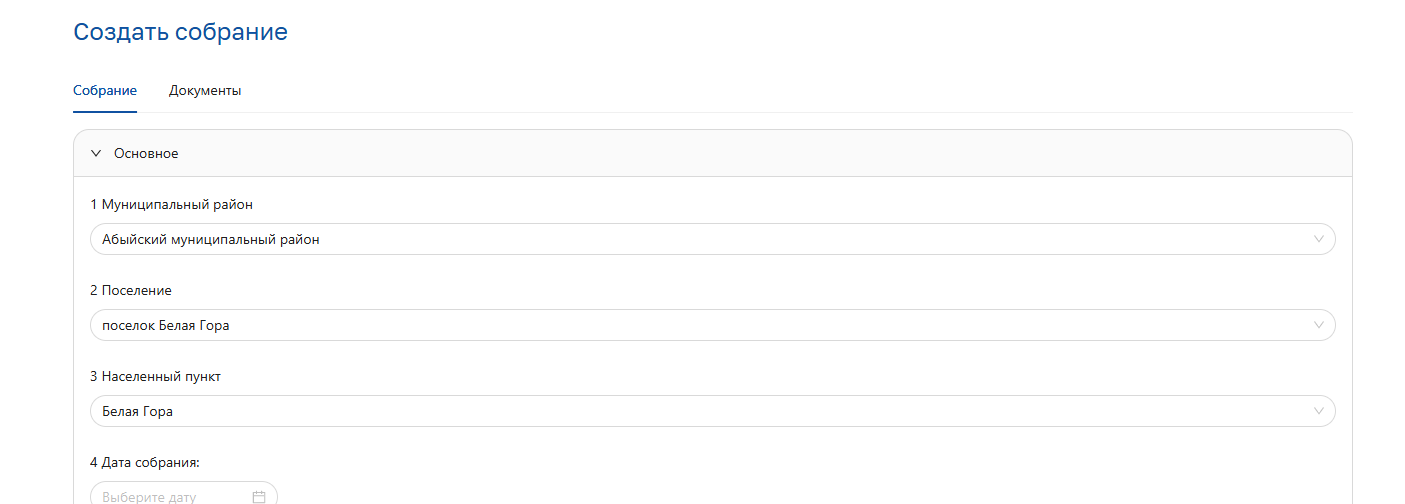 Создать собрание
Собрание Документы
Основное
1 Муниципальный район
Абыйский муниципальный район
2 Поселение
поселок Белая Гора
3 Населенный пункт
Белая Гора
4 Дата собрания:
Выберите дату